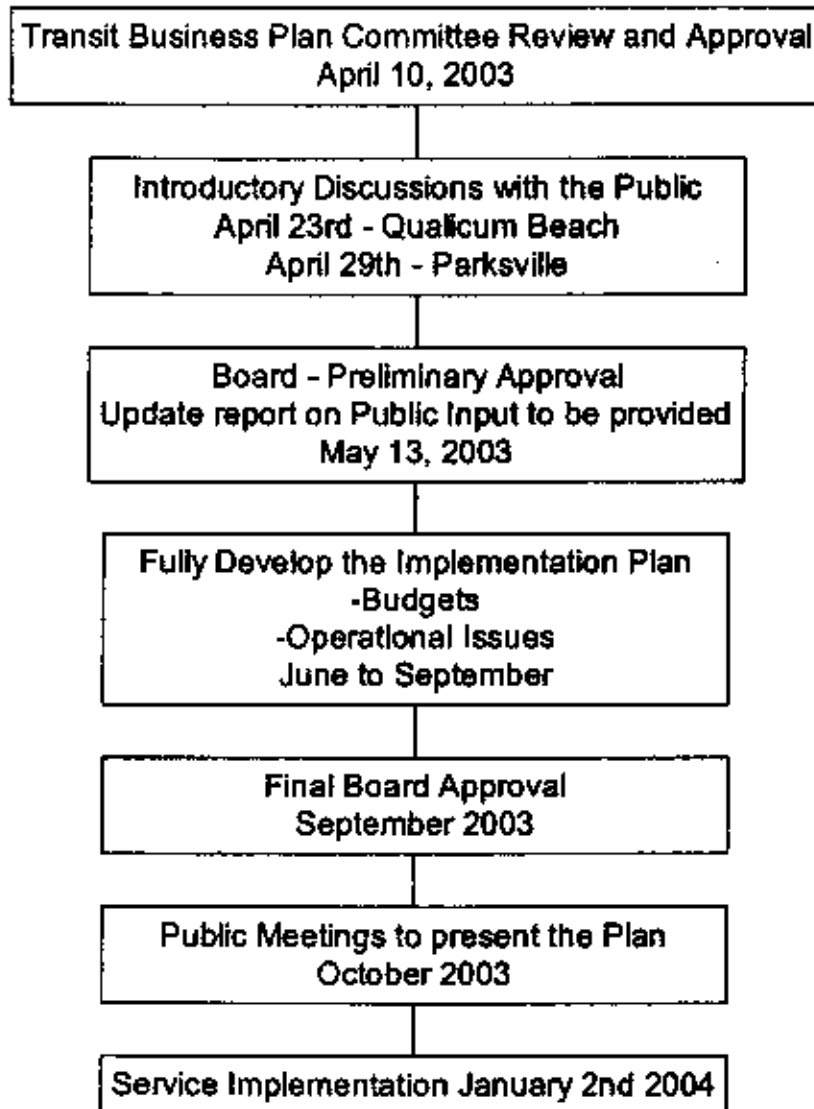 Transit Business Plan Committee Review and Approval
April 10, 2003
Introductory Discussions with the Public
April 23rd - Qualicum Beach
April 29th - Parksville
Board - Preliminary Approval
Update report on Public Input to be provided
May 13, 2003
Fully Develop the Implementation Plan
-Budgets
-Operational Issues
June to September
Final Board Approval
September 2003
Public Meetings to present the Plan
October 2003
Service Implementation January 2nd 2004